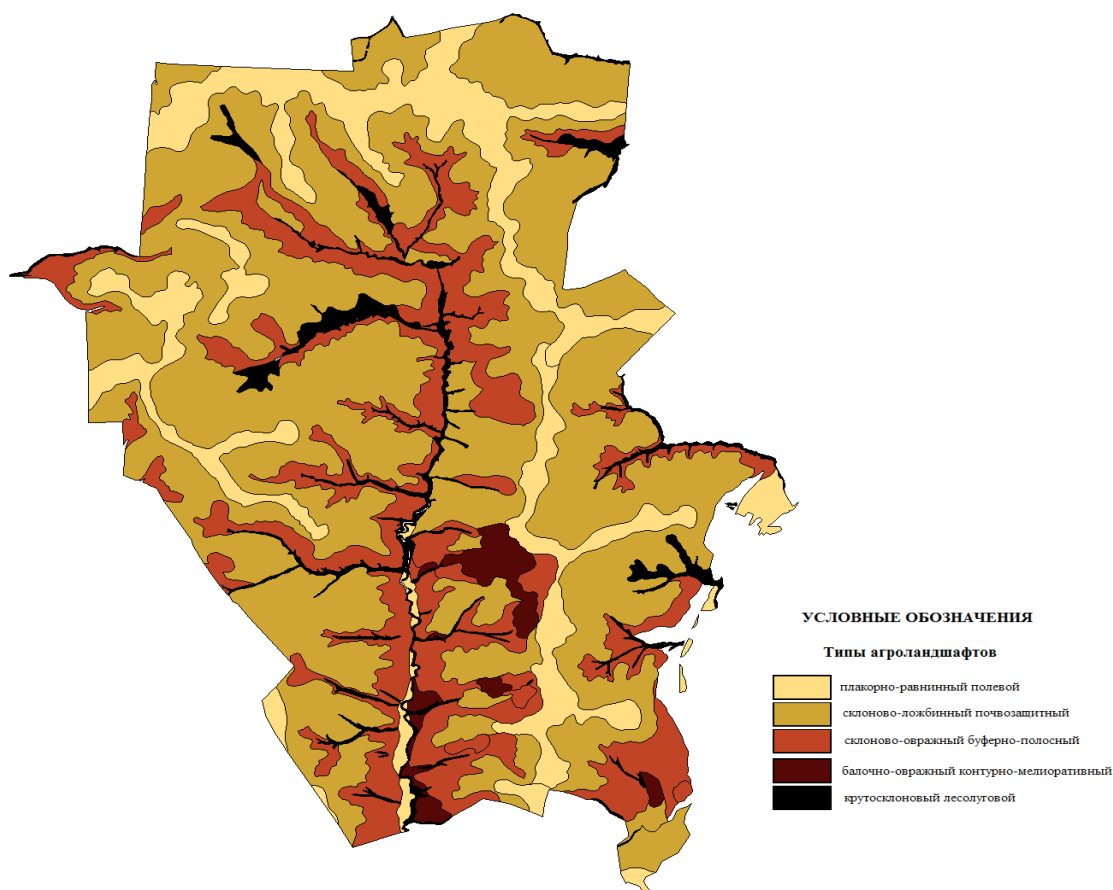 УСЛОВНЫЕ ОБОЗНАЧЕНИЯ
Типы агроландшафтов
плакорно-равнинный полевой
склоново-ложбинный почвозащитный
склоново-овражный буферно-полосный
балочно-овражный контурно-мелиоративный
крутосклоновый лесолуговой